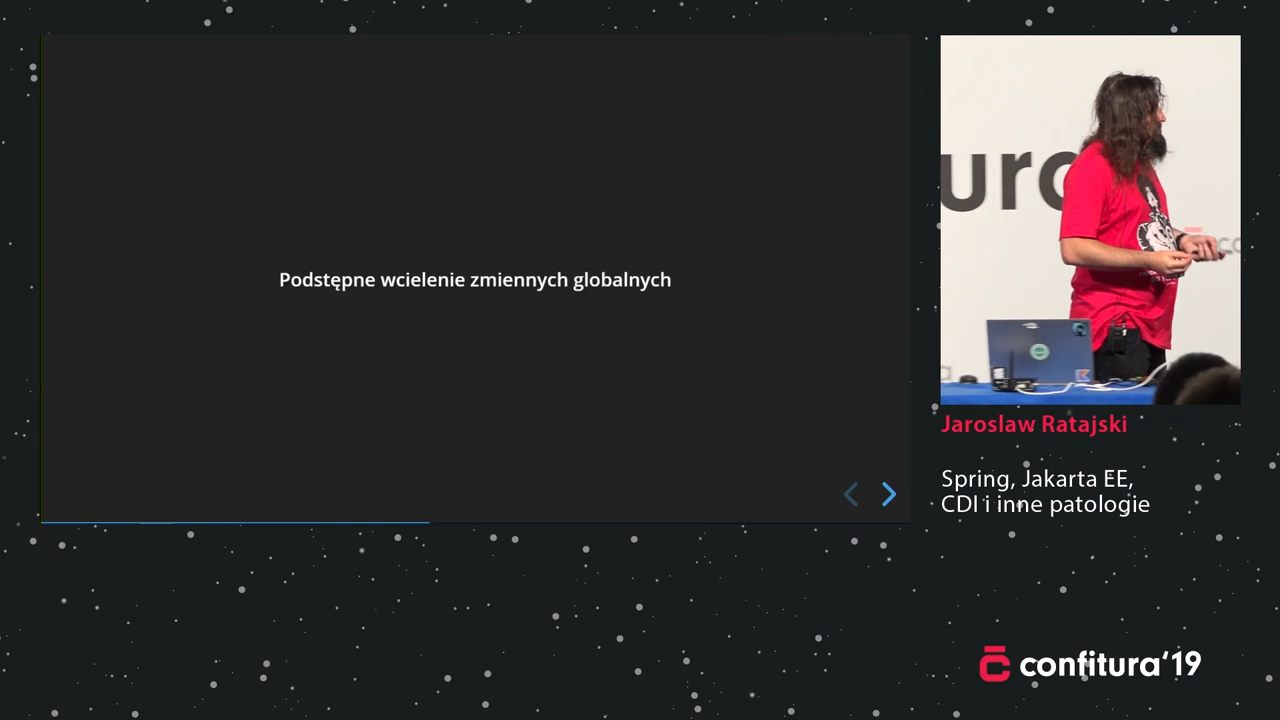 Podstępne wcielenie zmiennych globalnych
Jaroslaw Ratajski
Spring, Jakarta EE,
CDI i inne patologie
confitura'19